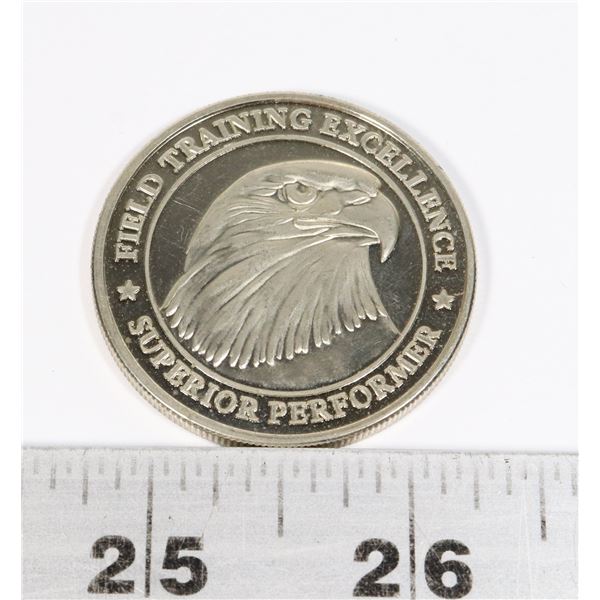 FIELD TRAINING EXCELLENCE
SUPERIOR PERFORMER
25 26